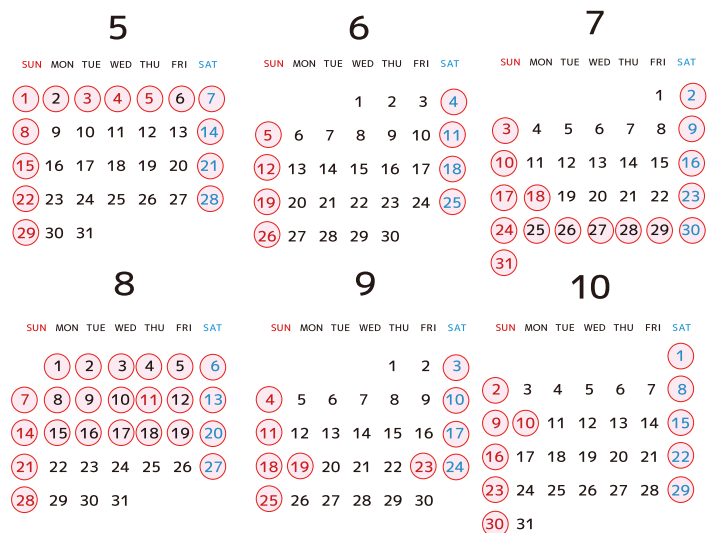 5
SUN MON TUE WED THU FRI SAT
1 2 3 4 5 6 7
8 9 10 11 12 13 14
15 16 17 18 19 20 21
22 23 24 25 26 27 28
29 30 31
6
SUN MON TUE WED THU FRI SAT
1 2 3 4
5 6 7 8 9 10 11
12 13 14 15 16 17 18
19 20 21 22 23 24 25
26 27 28 29 30
7
SUN MON TUE WED THU FRI SAT
1 2
3 4 5 6 7 8 9
10 11 12 13 14 15 16
17 18 19 20 21 22 23
24 25 26 27 28 29 30
31
8
SUN MON TUE WED THU FRI SAT
1 2 3 4 5 6
7 8 9 10 11 12 13
14 15 16 17 18 19 20
21 22 23 24 25 26 27
28 29 30 31
9
SUN MON TUE WED THU FRI SAT
1 2 3
4 5 6 7 8 9 10
11 12 13 14 15 16 17
18 19 20 21 22 23 24
25 26 27 28 29 30
10
SUN MON TUE WED THU FRI SAT
1
2 3 4 5 6 7 8
9 10 11 12 13 14 15
16 17 18 19 20 21 22
23 24 25 26 27 28 29
30 31